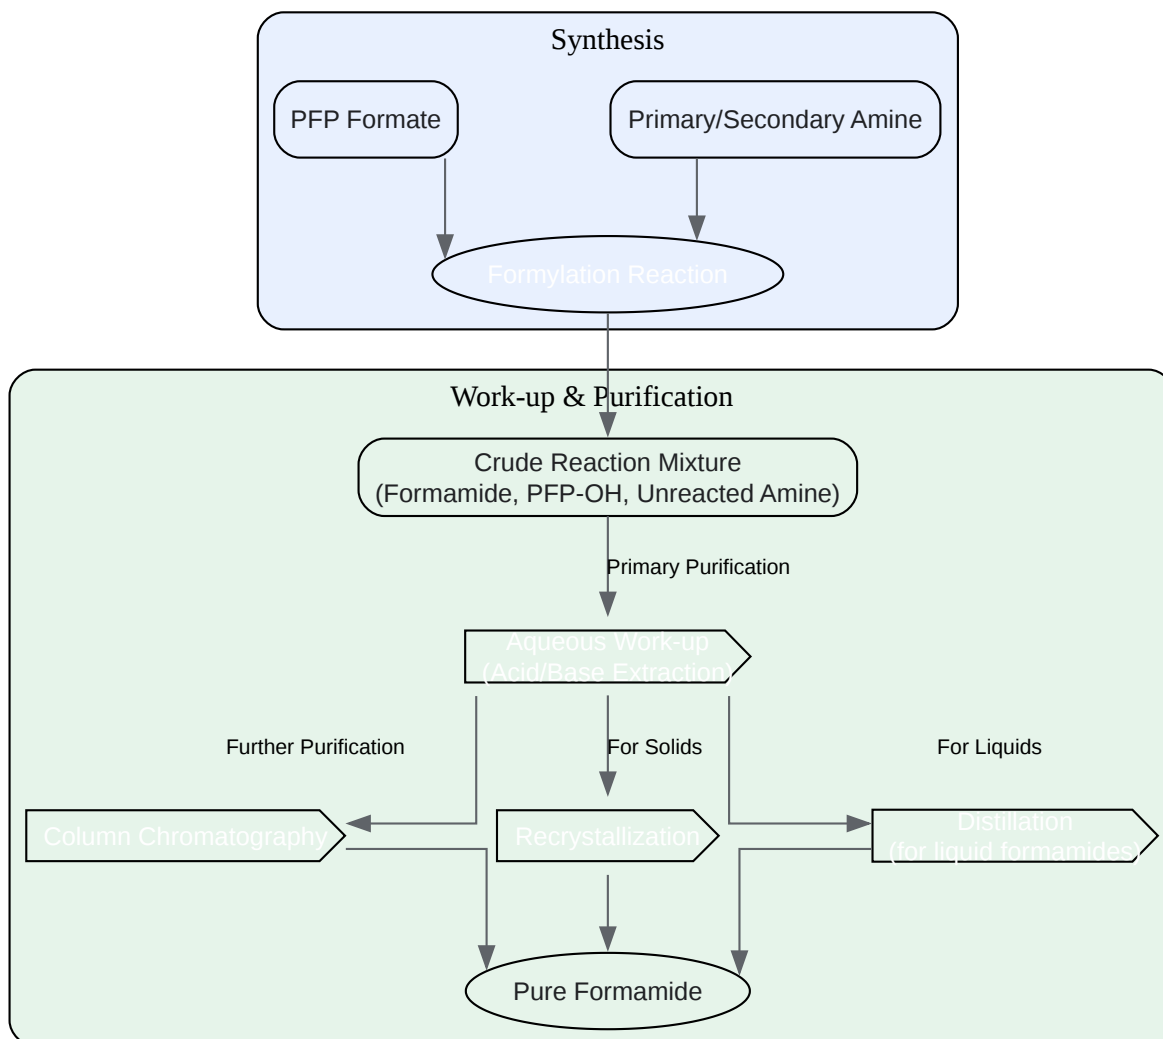 Synthesis
PFP Formate
Primary/Secondary Amine
Formylation Reaction
Work-up & Purification
Crude Reaction Mixture
(Formamide, PFP-OH, Unreacted Amine)
Primary Purification
Aqueous Work-up
(Acid/Base Extraction)
Further Purification
For Solids
For Liquids
Column Chromatography
Recrystallization
Distillation
(for liquid formamides)
Pure Formamide